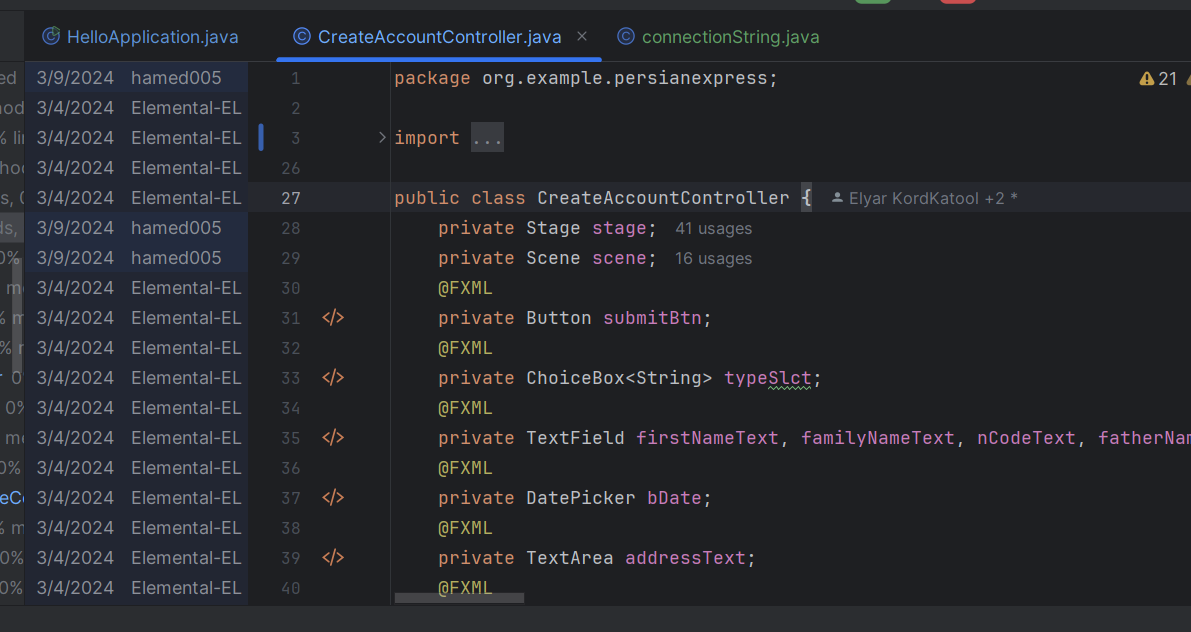 HelloApplication.java CreateAccountController.java connectionString.java
ed 3/9/2024 hamed005 1 package org.example.persianexpress; 21
3/4/2024 Elemental-EL 2
% 3/4/2024 Elemental-EL 3 import ...
3/4/2024 Elemental-EL 26
s, 3/4/2024 Elemental-EL 27 public class CreateAccountController { Elyar KordKatool +2 *
ds, 3/9/2024 hamed005 28 private Stage stage; 41 usages
0% 3/9/2024 hamed005 29 private Scene scene; 16 usages
3/4/2024 Elemental-EL 30 @FXML
% 3/4/2024 Elemental-EL 31 </> private Button submitBtn;
% 3/4/2024 Elemental-EL 32 @FXML
0% 3/4/2024 Elemental-EL 33 </> private ChoiceBox<String> typeSlct;
0% 3/4/2024 Elemental-EL 34 @FXML
3/4/2024 Elemental-EL 35 </> private TextField firstNameText, familyNameText, nCodeText, fatherNam
0% 3/4/2024 Elemental-EL 36 @FXML
3/4/2024 Elemental-EL 37 </> private DatePicker bDate;
% 3/4/2024 Elemental-EL 38 @FXML
0% 3/4/2024 Elemental-EL 39 </> private TextArea addressText;
0% 3/4/2024 Elemental-EL 40 @FXML